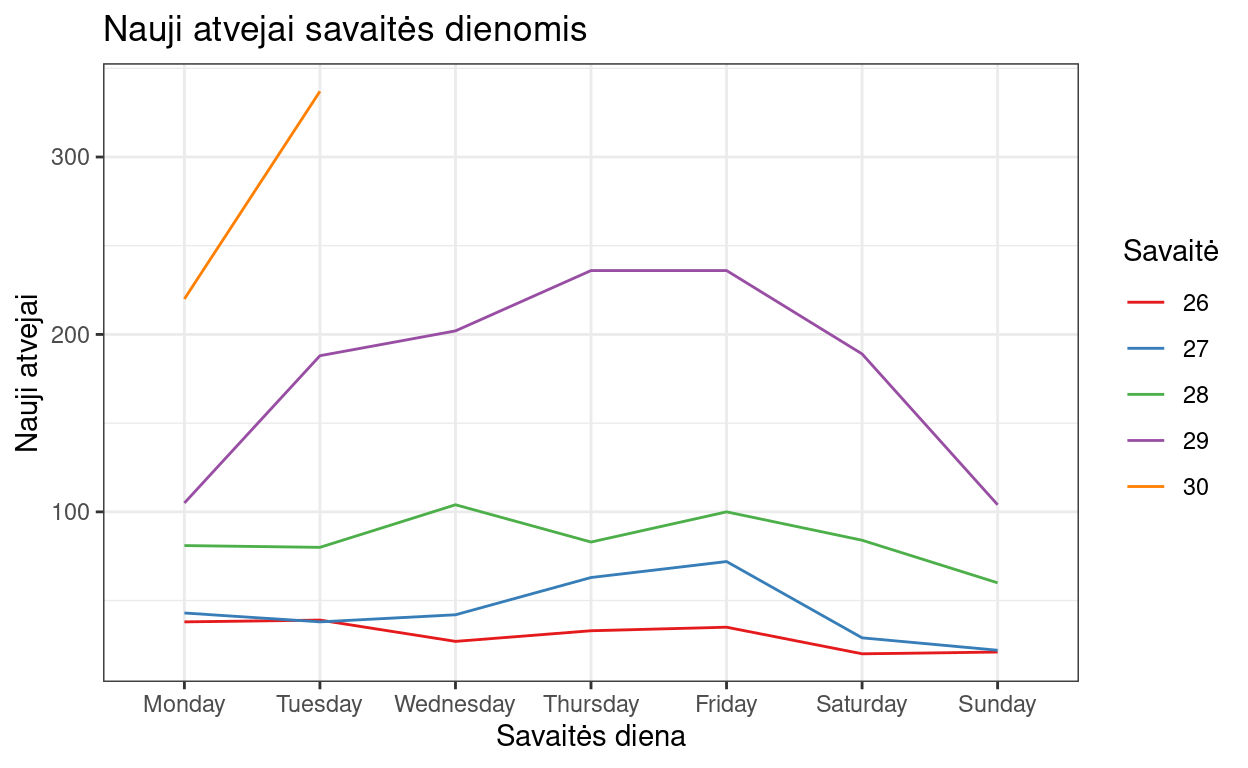 Nauji atvejai savaitės dienomis
Nauji atvejai
300
200
100
Monday Tuesday Wednesday Thursday Friday Saturday Sunday
Savaitės diena
Savaitė
26
27
28
29
30